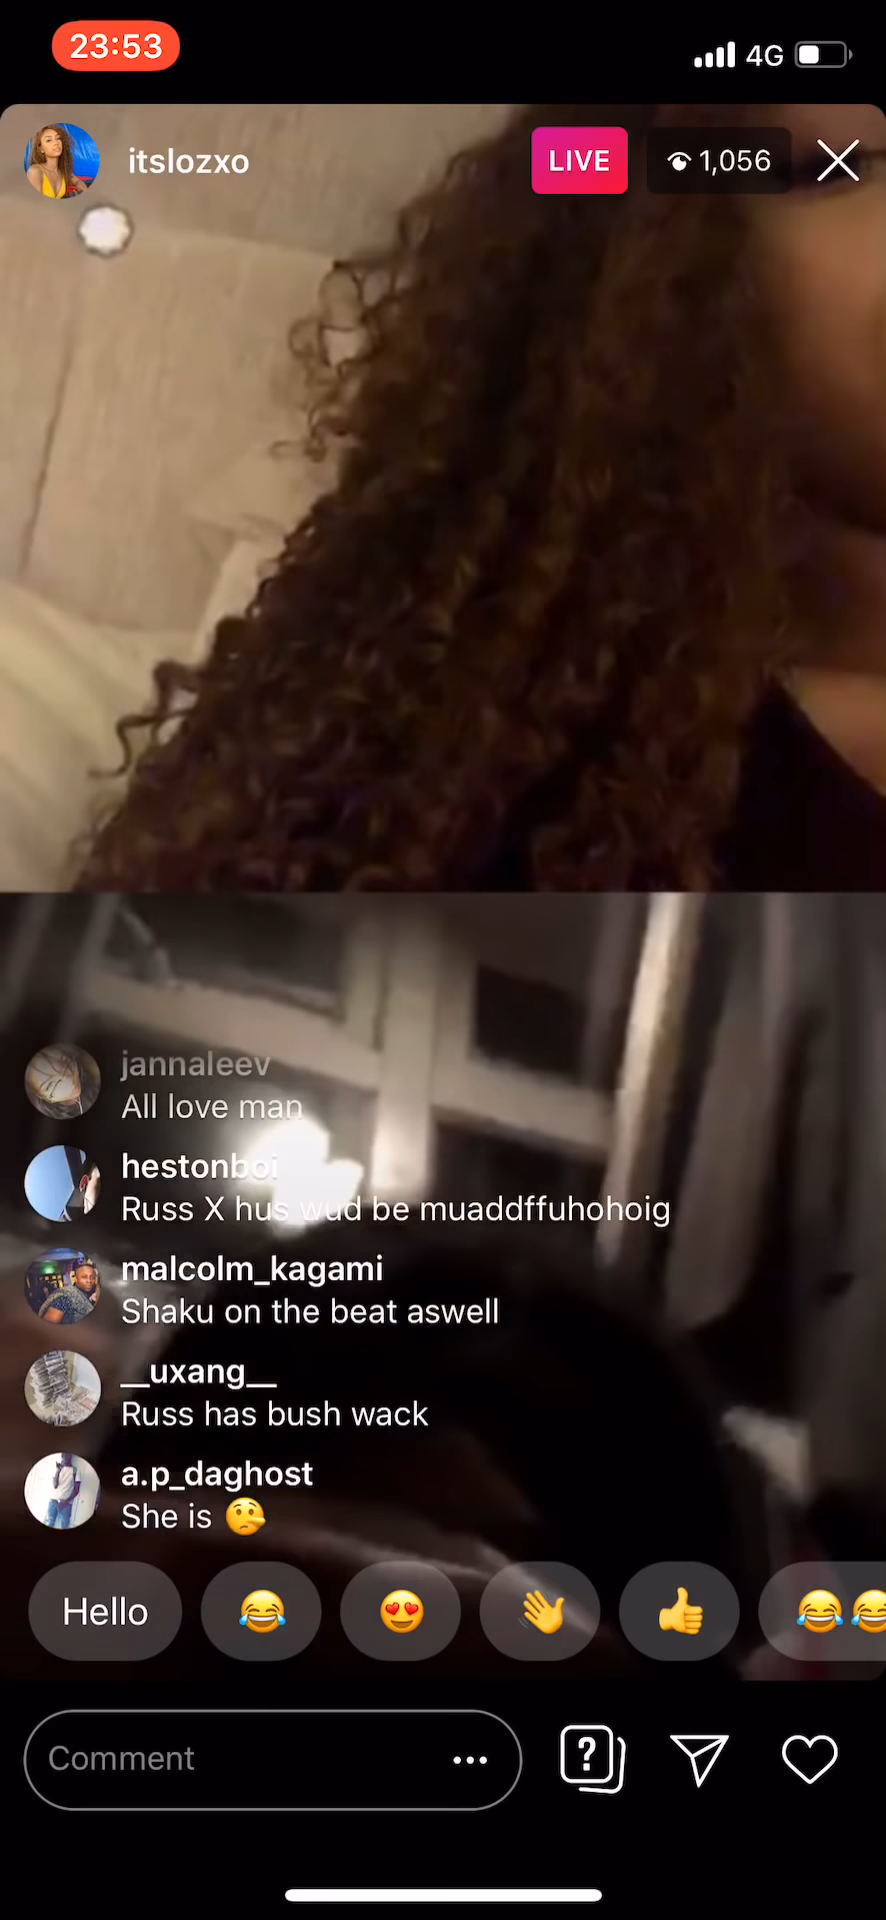 23:53
4G
itslozxo
LIVE
1,056
jannaleev
All love man
hestonboi
Russ X hus wud be muaddffuhohoig
malcolm_kagami
Shaku on the beat aswell
__uxang__
Russ has bush wack
a.p_daghost
She is 🤥
Hello
Comment